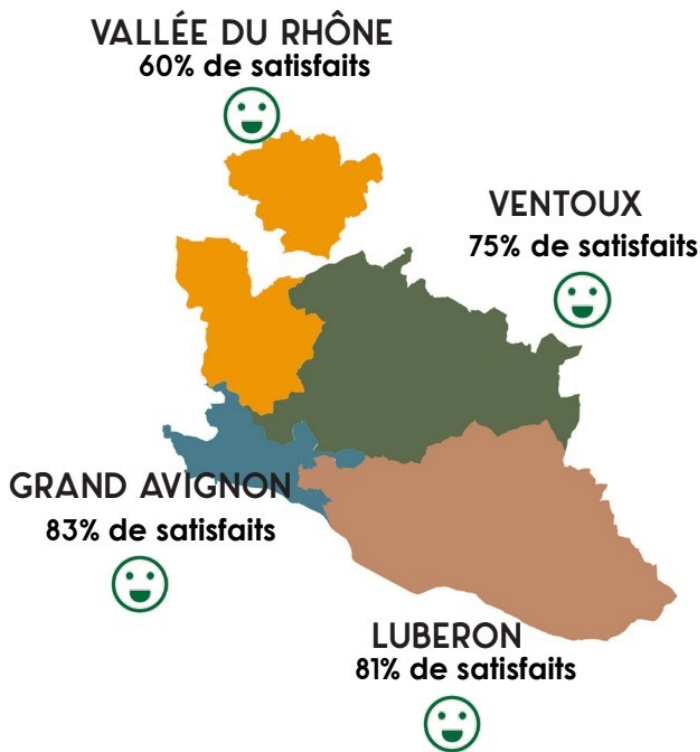 VALLÉE DU RHÔNE
60% de satisfaits
VENTOUX
75% de satisfaits
GRAND AVIGNON
83% de satisfaits
LUBERON
81% de satisfaits